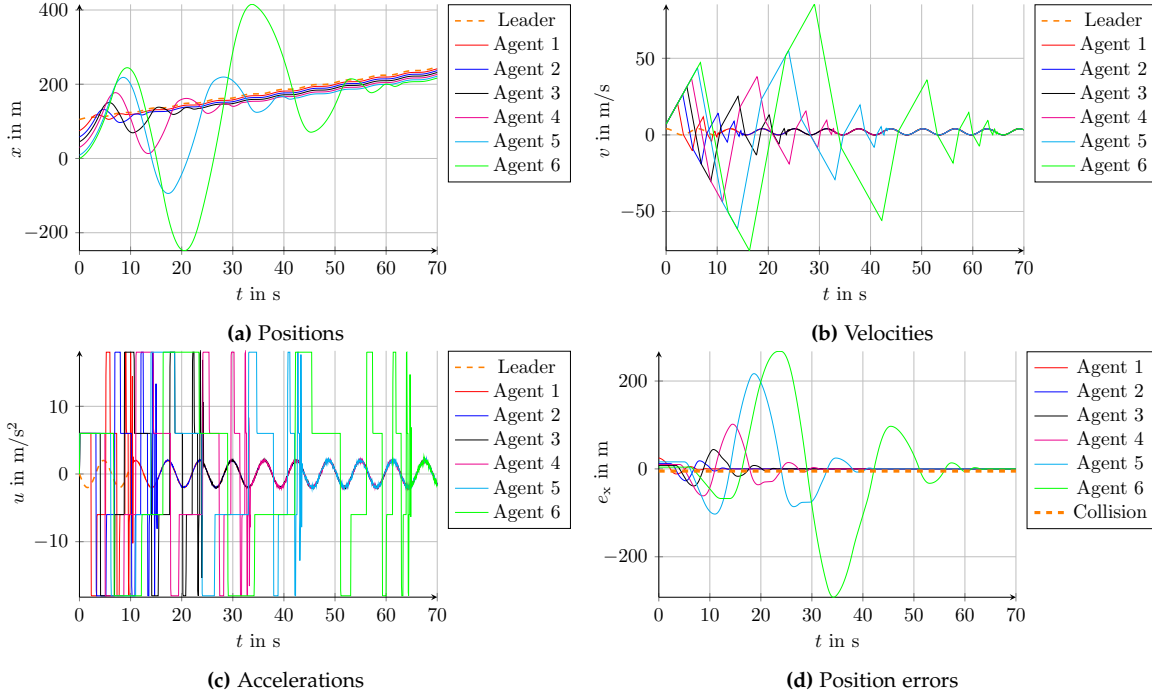 400
200
0
−200
x in m
0 10 20 30 40 50 60 70
t in s
Leader
Agent 1
Agent 2
Agent 3
Agent 4
Agent 5
Agent 6
(a) Positions
50
0
−50
v in m/s
0 10 20 30 40 50 60 70
t in s
Leader
Agent 1
Agent 2
Agent 3
Agent 4
Agent 5
Agent 6
(b) Velocities
10
0
−10
u in m/s²
0 10 20 30 40 50 60 70
t in s
Leader
Agent 1
Agent 2
Agent 3
Agent 4
Agent 5
Agent 6
(c) Accelerations
200
0
−200
eₓ in m
0 10 20 30 40 50 60 70
t in s
Agent 1
Agent 2
Agent 3
Agent 4
Agent 5
Agent 6
Collision
(d) Position errors